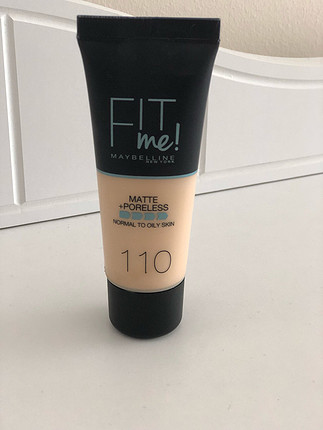 FIT
me!
MAYBELLINE
NEW YORK
MATTE
+PORELESS
NORMAL TO OILY SKIN
110